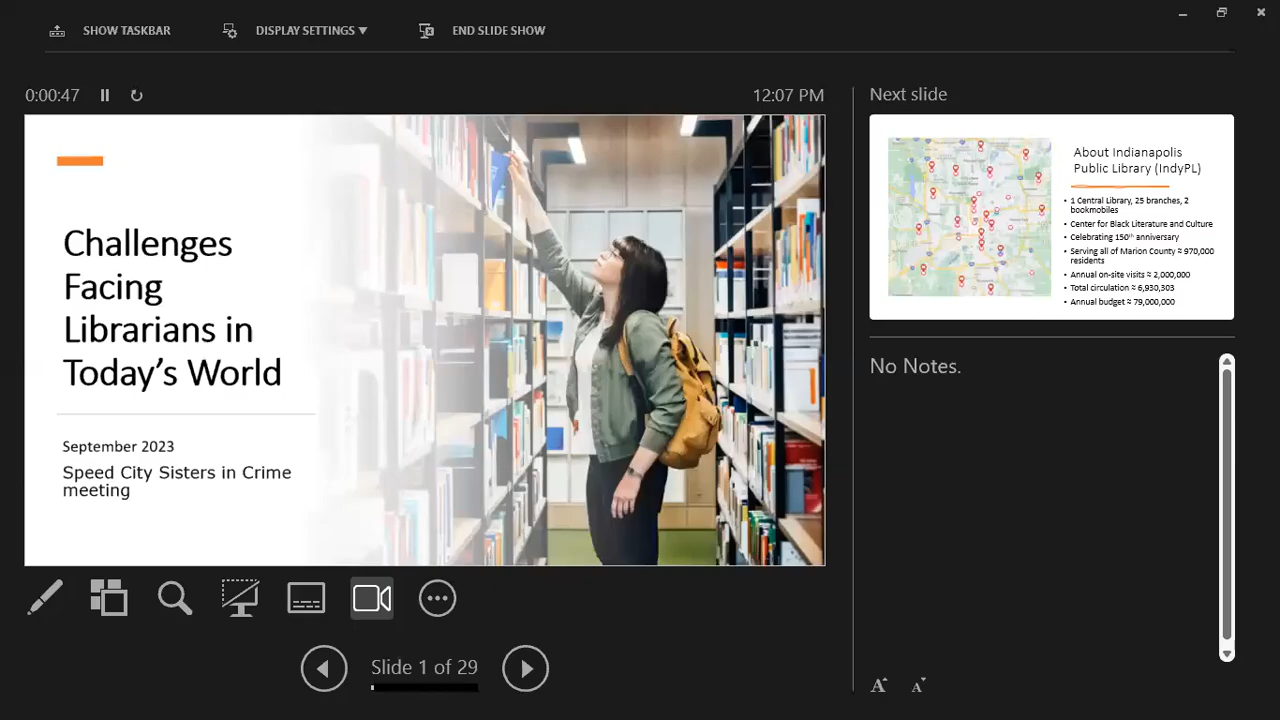 SHOW TASKBAR
DISPLAY SETTINGS ▼
END SLIDE SHOW
0:00:47
12:07 PM
Challenges
Facing
Librarians in
Today's World
September 2023
Speed City Sisters in Crime
meeting
Slide 1 of 29
Next slide
About Indianapolis
Public Library (IndyPL)
• 1 Central Library, 25 branches, 2
bookmobiles
• Center for Black Literature and Culture
• Celebrating 150th anniversary
• Serving all of Marion County ≈ 970,000
residents
• Annual on-site visits ≈ 2,000,000
• Total circulation ≈ 6,930,303
• Annual budget ≈ 79,000,000
No Notes.
A A